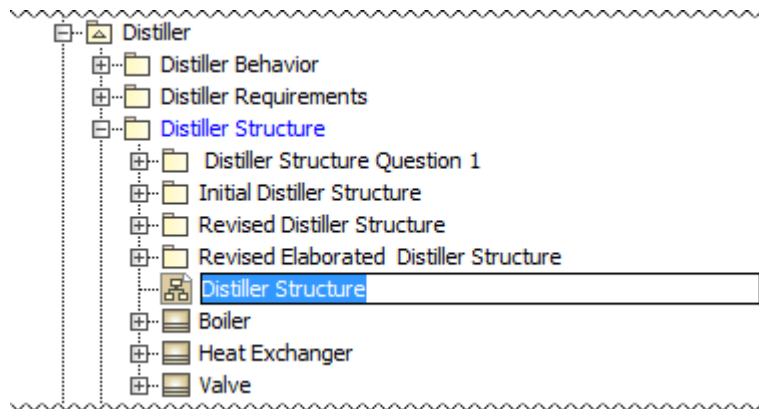 Distiller
Distiller Behavior
Distiller Requirements
Distiller Structure
Distiller Structure Question 1
Initial Distiller Structure
Revised Distiller Structure
Revised Elaborated  Distiller Structure
Distiller Structure
Boiler
Heat Exchanger
Valve